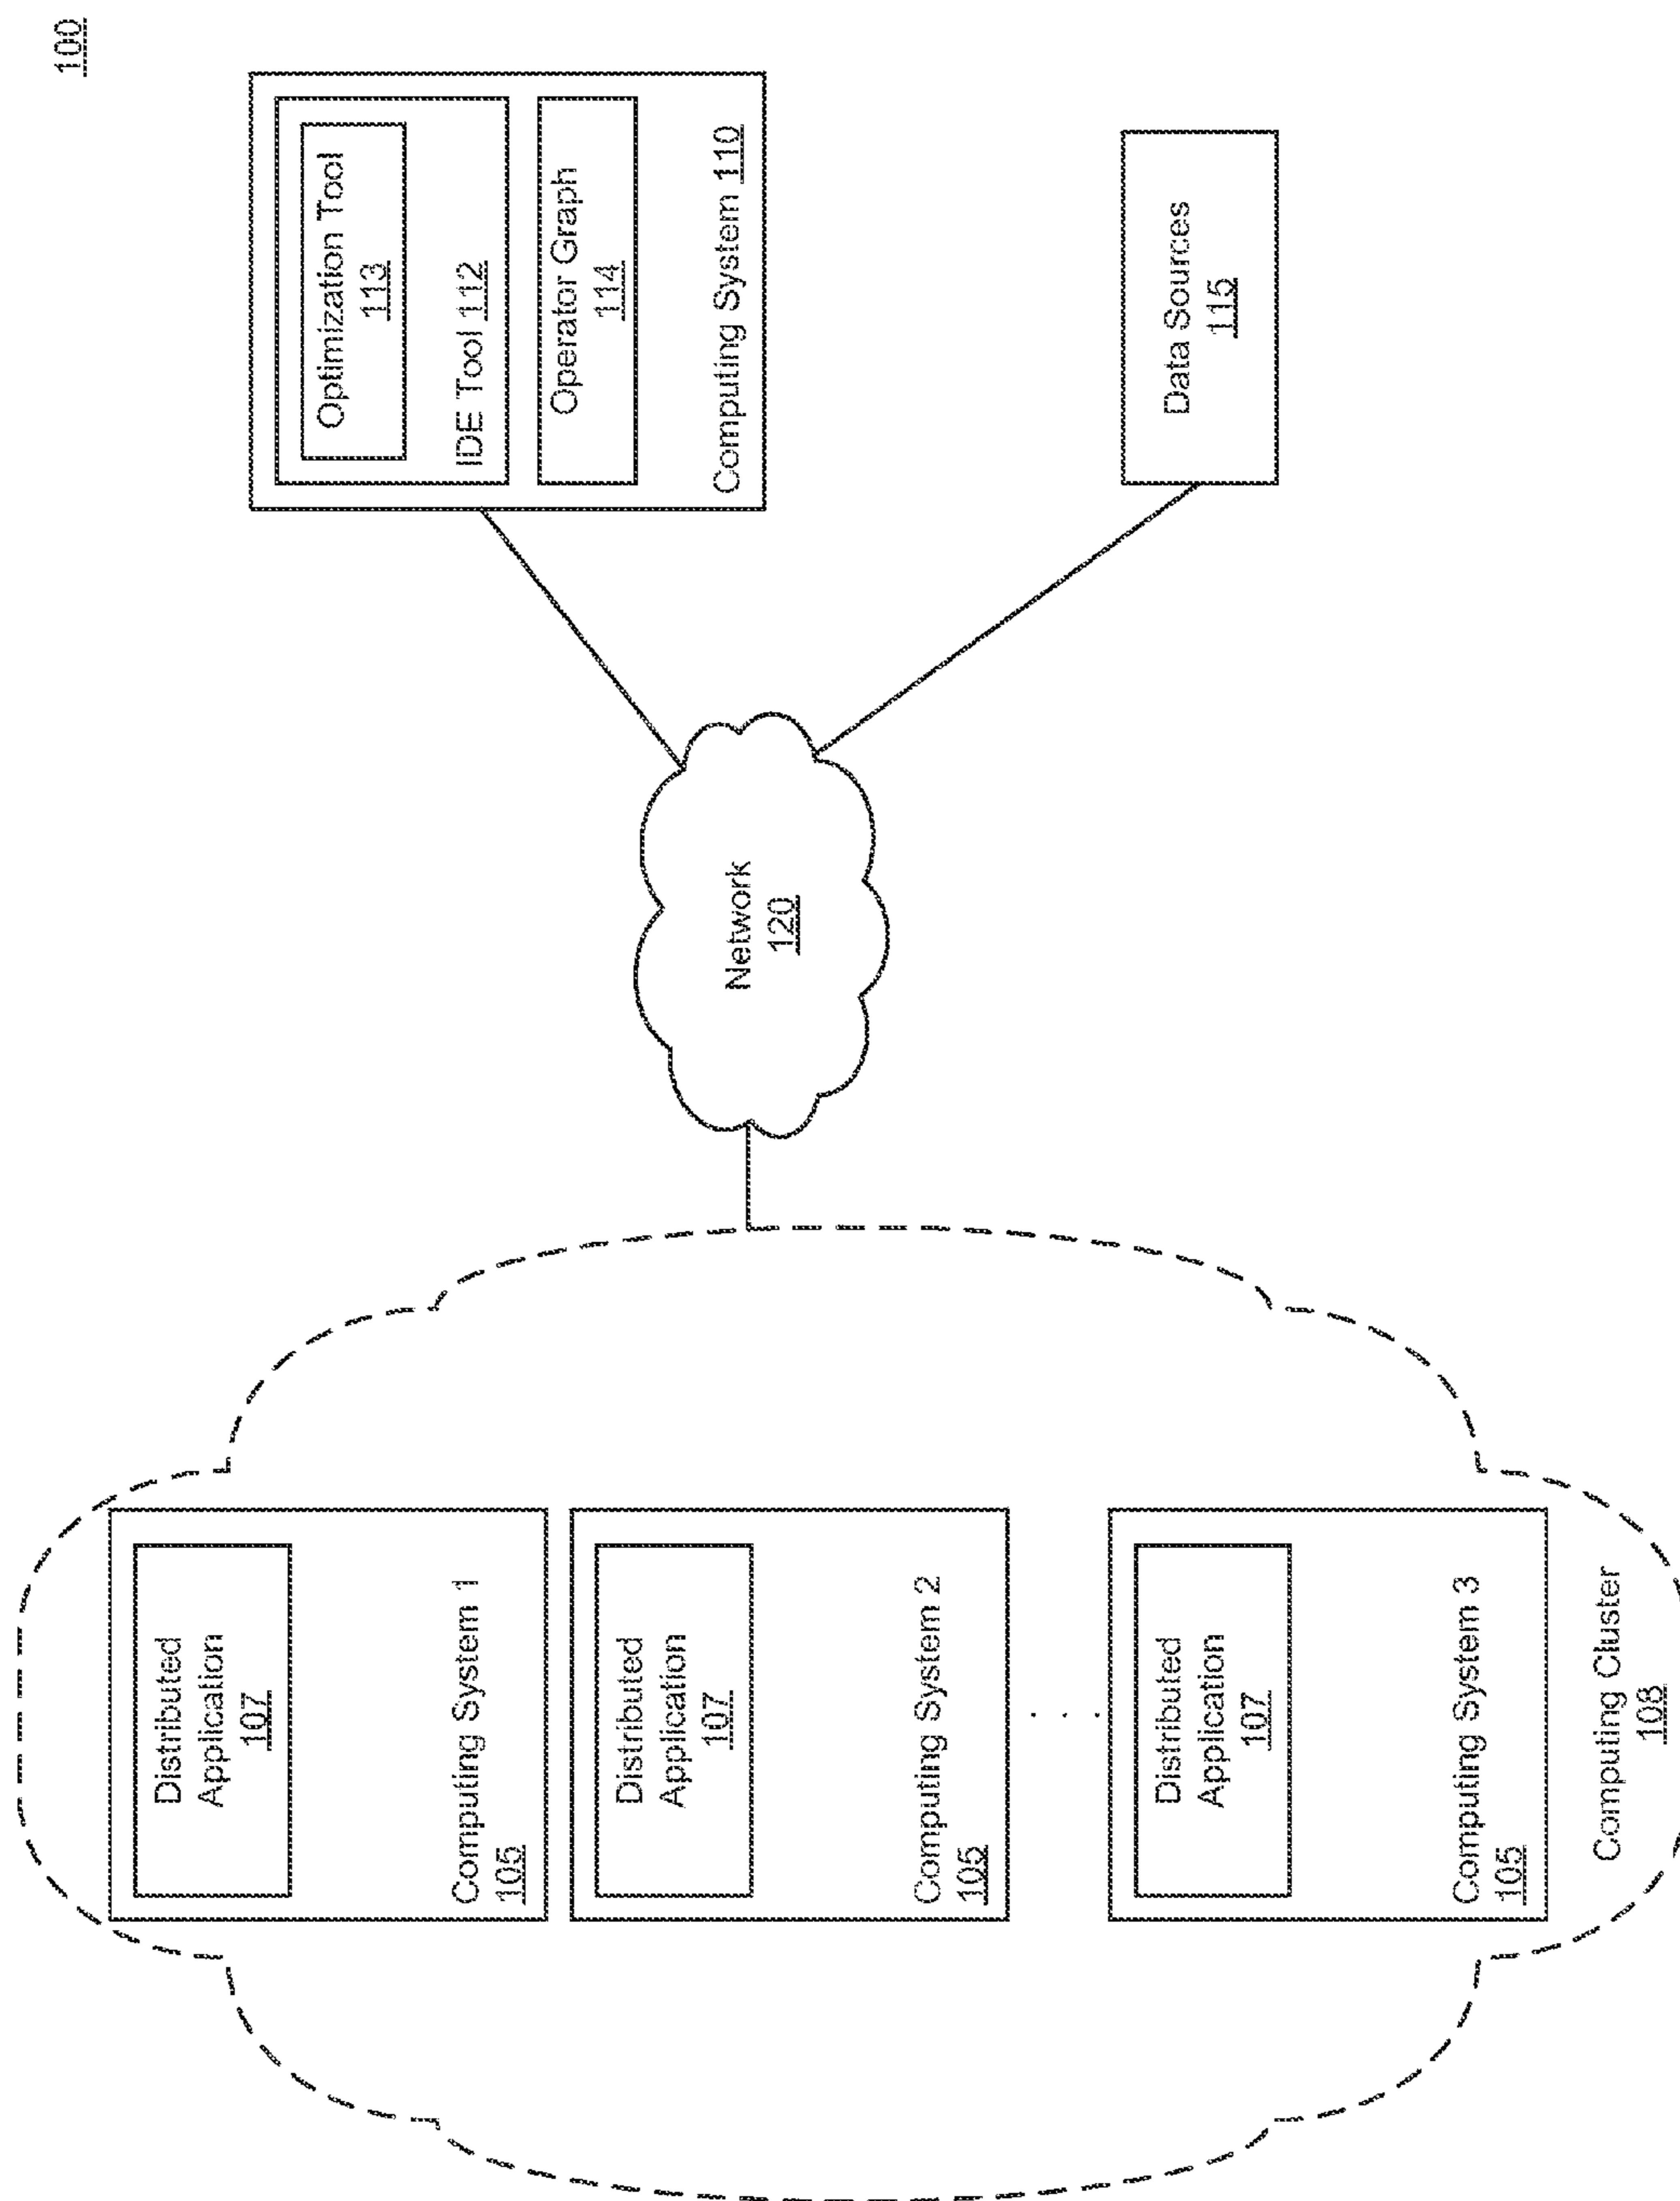 100
Distributed
Application
107
Computing System 1
105
Distributed
Application
107
Computing System 2
105
. . .
Distributed
Application
107
Computing System 3
105
Computing Cluster
108
Network
120
Optimization Tool
113
IDE Tool 112
Operator Graph
114
Computing System 110
Data Sources
115